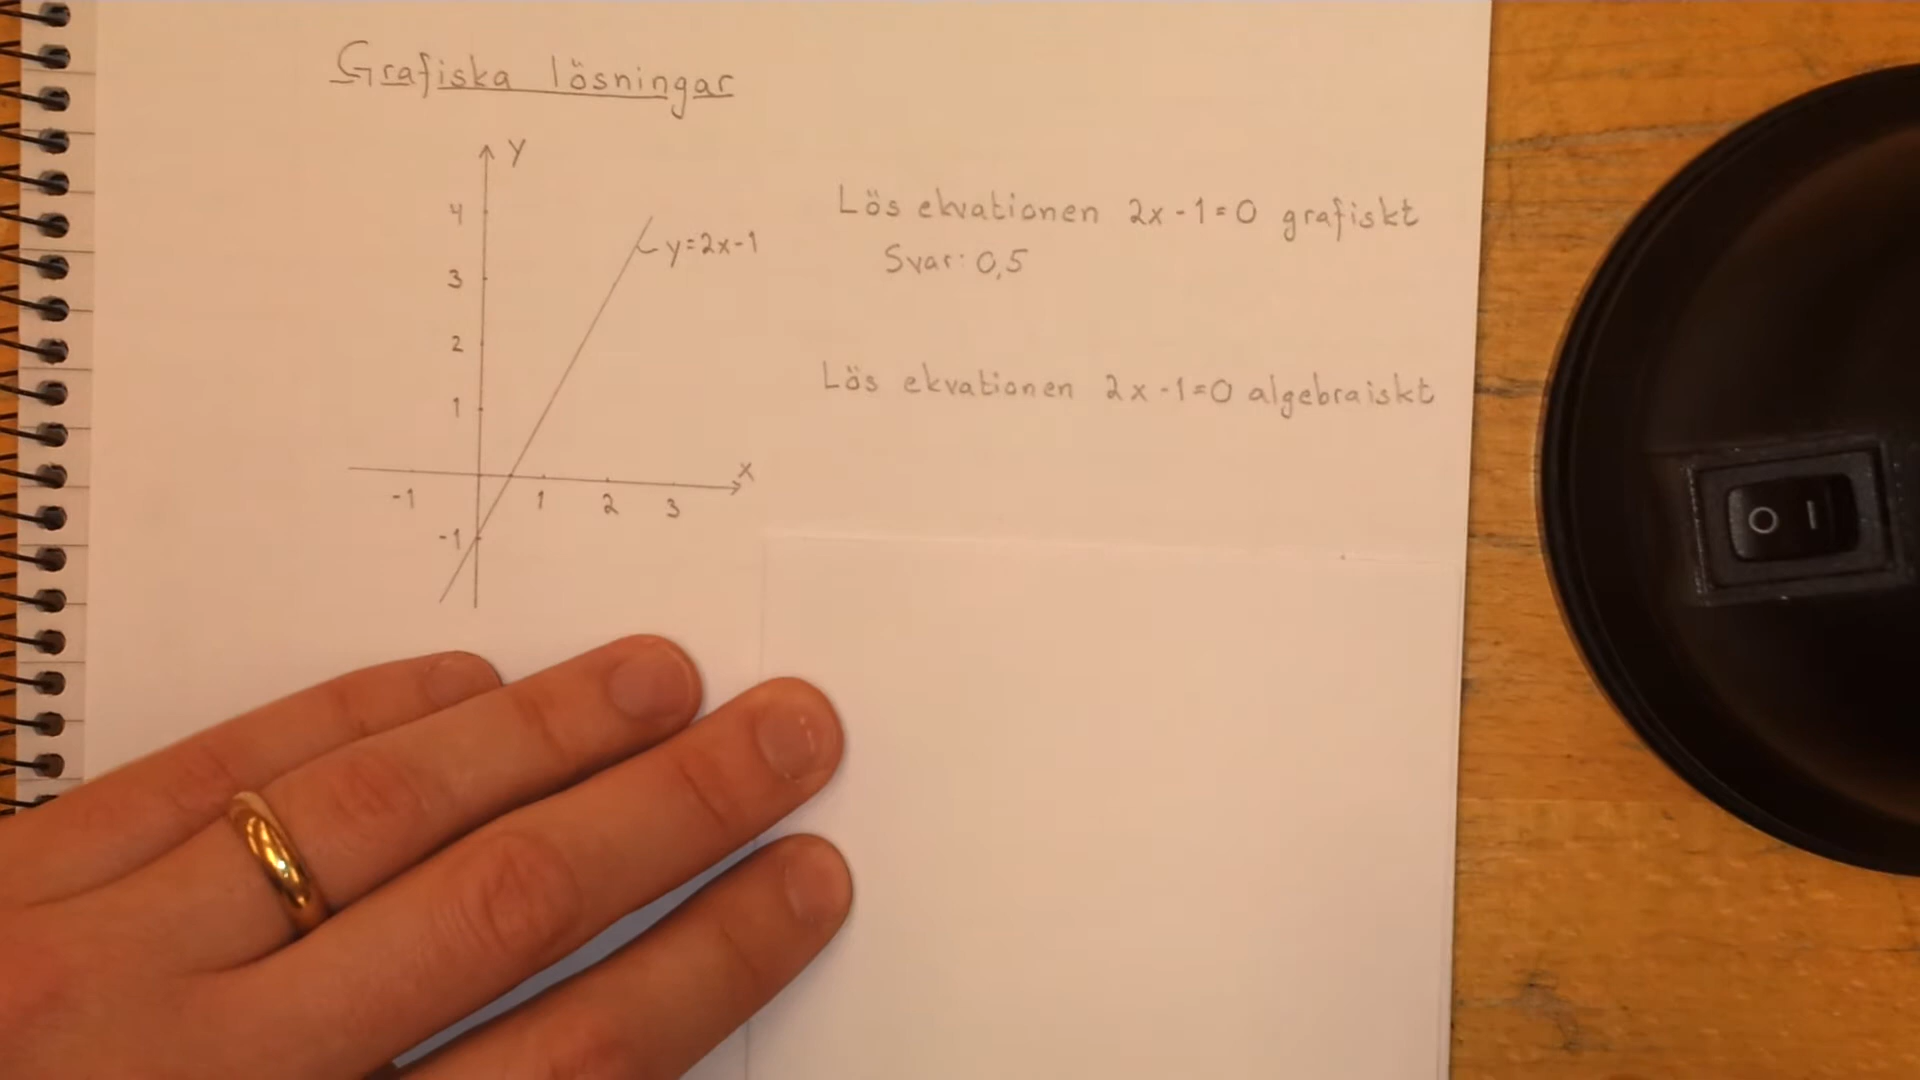 Grafiska lösningar
y
4
y=2x-1
3
2
1
x
-1 1 2 3
-1
Lös ekvationen 2x-1=0 grafiskt
Svar: 0,5
Lös ekvationen 2x-1=0 algebraiskt
O I